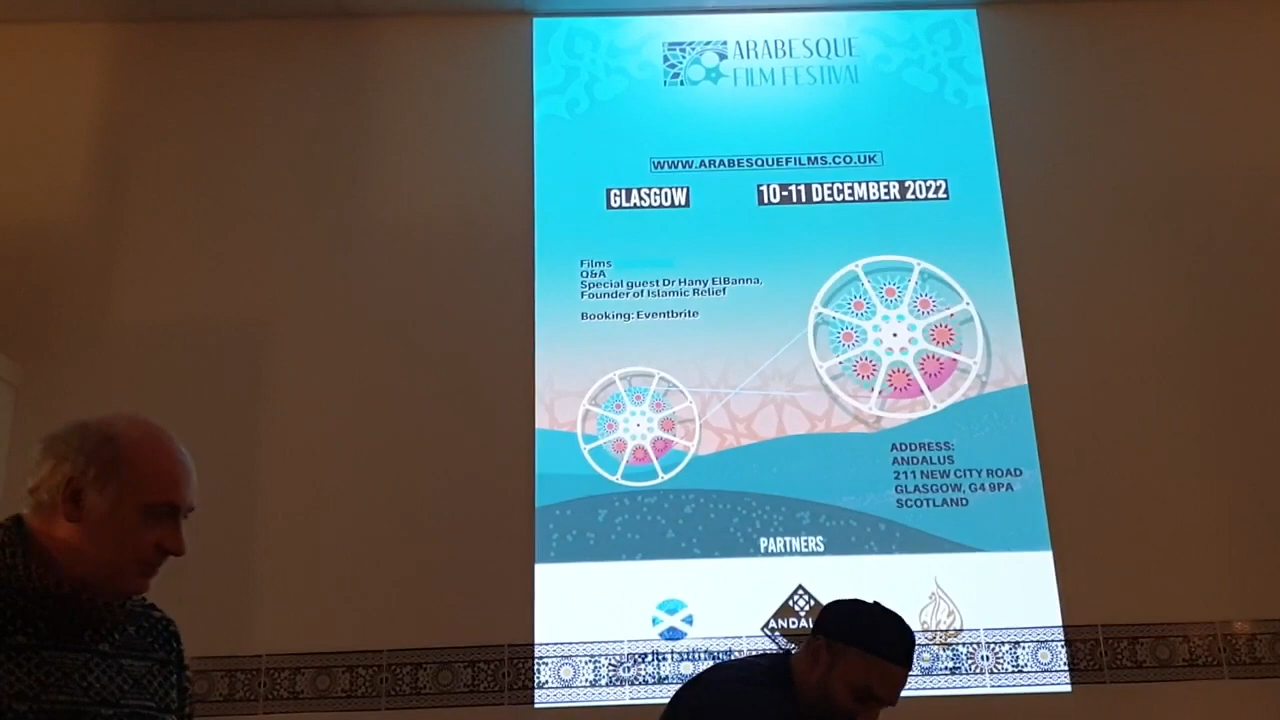 ARABESQUE
FILM FESTIVAL
WWW.ARABESQUEFILMS.CO.UK
GLASGOW
10-11 DECEMBER 2022
Films
Q&A
Special guest Dr Hany ElBanna,
Founder of Islamic Relief
Booking: Eventbrite
ADDRESS:
ANDALUS
211 NEW CITY ROAD
GLASGOW, G4 9PA
SCOTLAND
PARTNERS